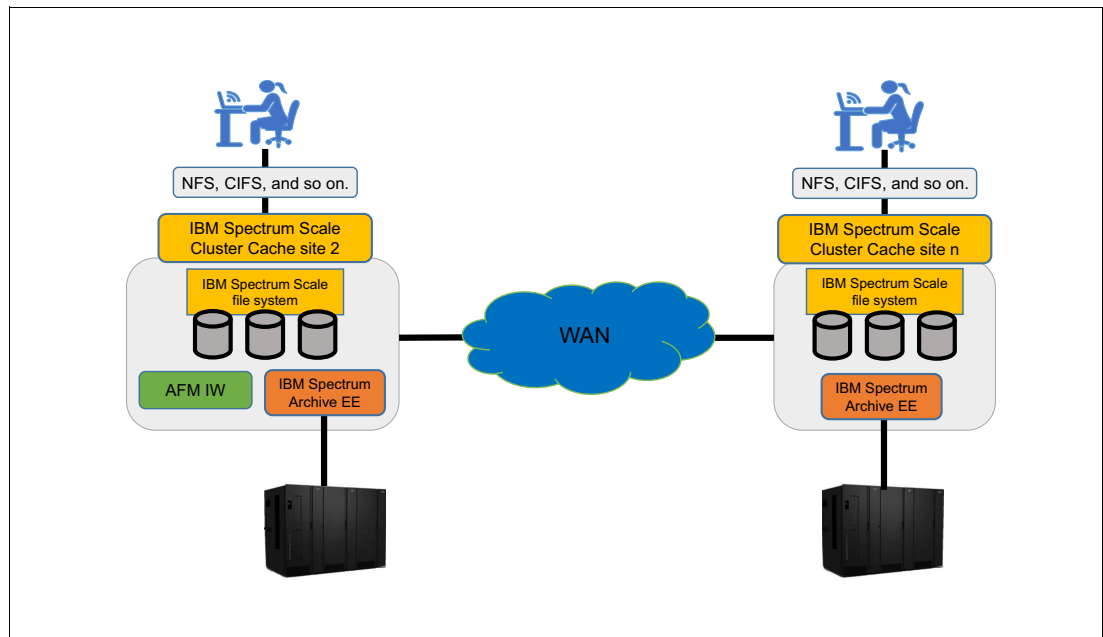 NFS, CIFS, and so on.
IBM Spectrum Scale
Cluster Cache site 2
IBM Spectrum Scale
file system
AFM IW
IBM Spectrum
Archive EE
WAN
NFS, CIFS, and so on.
IBM Spectrum Scale
Cluster Cache site n
IBM Spectrum Scale
file system
IBM Spectrum
Archive EE